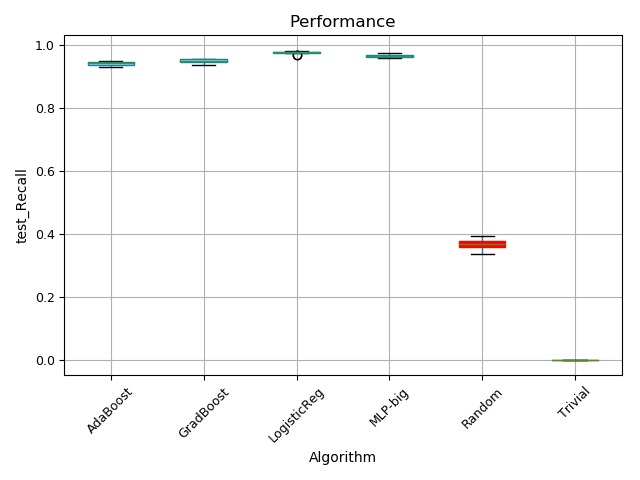 Performance
1.0
0.8
0.6
0.4
0.2
0.0
test_Recall
AdaBoost
GradBoost
LogisticReg
MLP-big
Random
Trivial
Algorithm